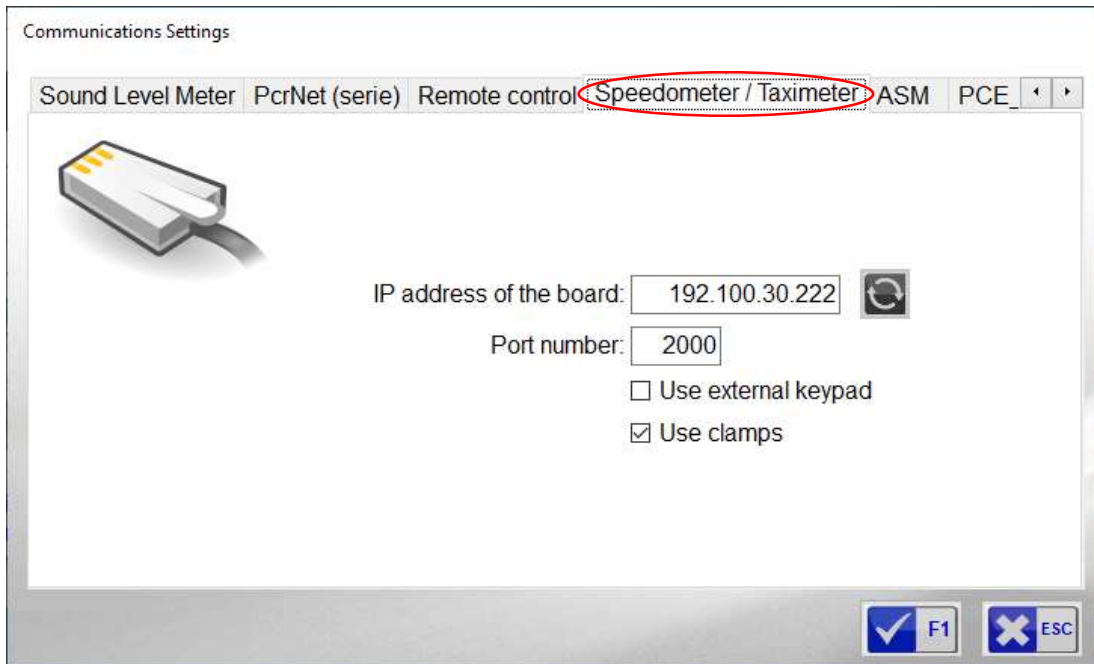 Communications Settings
Sound Level Meter PcrNet (serie) Remote control Speedometer / Taximeter ASM PCE_
IP address of the board: 192.100.30.222
Port number: 2000
Use external keypad
Use clamps
F1 ESC